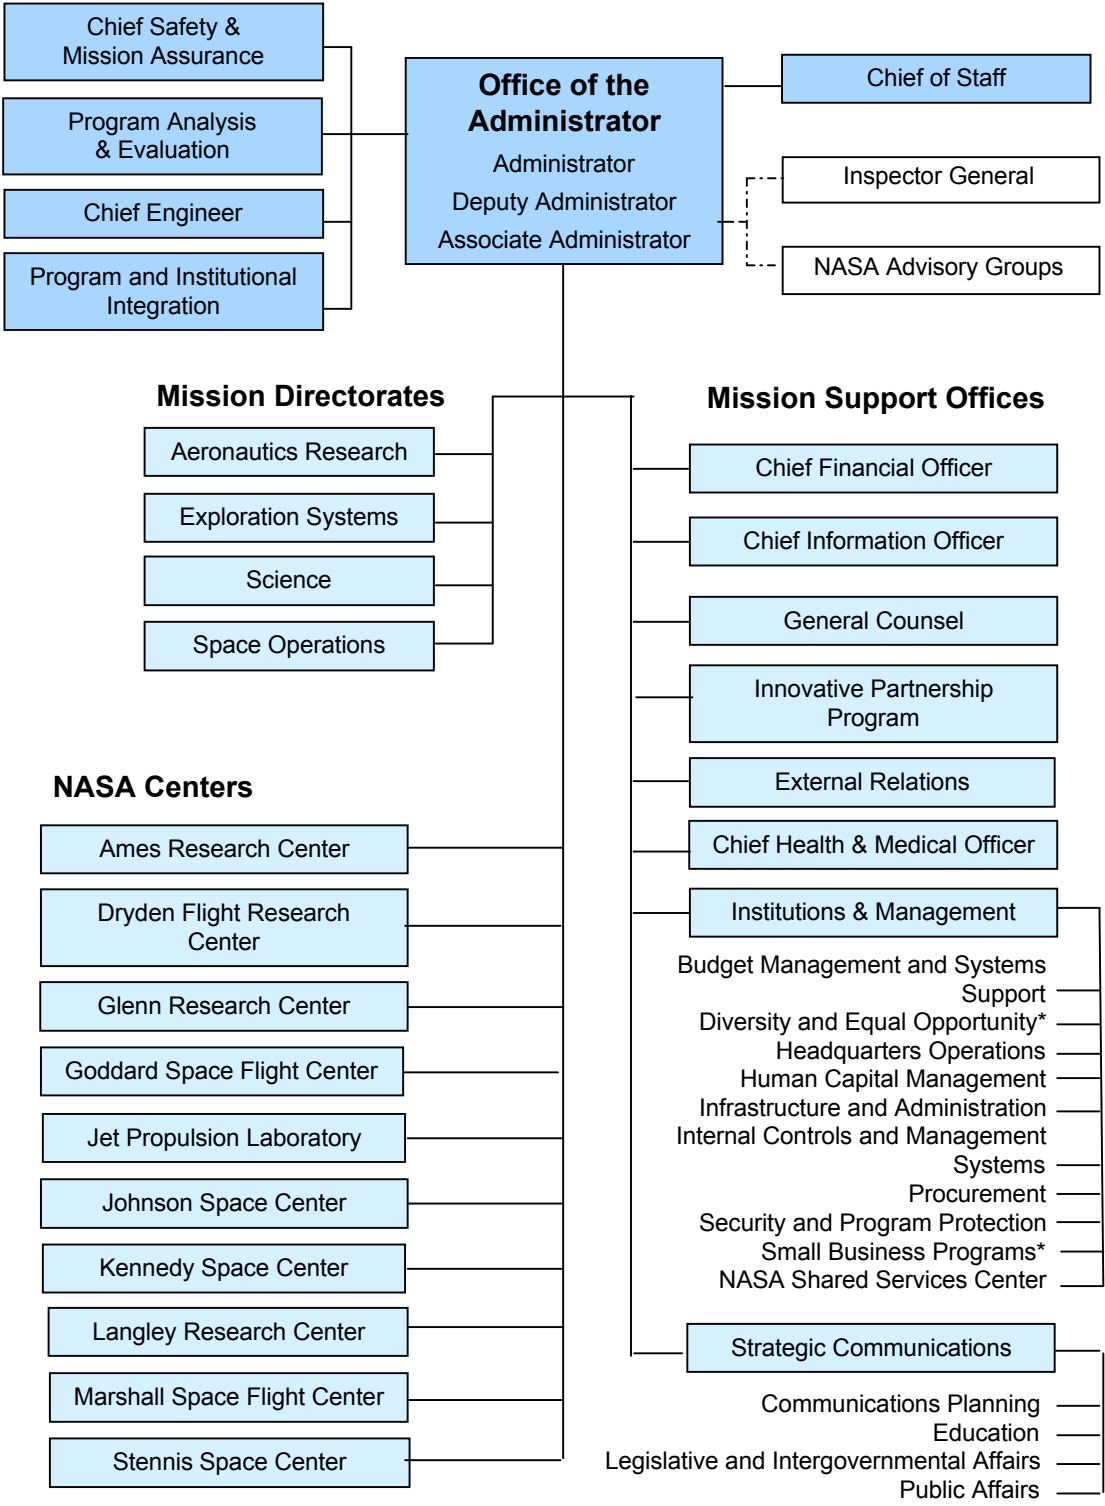 Chief Safety &
Mission Assurance
Program Analysis
& Evaluation
Chief Engineer
Program and Institutional
Integration
Office of the
Administrator
Administrator
Deputy Administrator
Associate Administrator
Chief of Staff
Inspector General
NASA Advisory Groups
Mission Directorates
Aeronautics Research
Exploration Systems
Science
Space Operations
NASA Centers
Ames Research Center
Dryden Flight Research
Center
Glenn Research Center
Goddard Space Flight Center
Jet Propulsion Laboratory
Johnson Space Center
Kennedy Space Center
Langley Research Center
Marshall Space Flight Center
Stennis Space Center
Mission Support Offices
Chief Financial Officer
Chief Information Officer
General Counsel
Innovative Partnership
Program
External Relations
Chief Health & Medical Officer
Institutions & Management
Budget Management and Systems
Support
Diversity and Equal Opportunity*
Headquarters Operations
Human Capital Management
Infrastructure and Administration
Internal Controls and Management
Systems
Procurement
Security and Program Protection
Small Business Programs*
NASA Shared Services Center
Strategic Communications
Communications Planning
Education
Legislative and Intergovernmental Affairs
Public Affairs